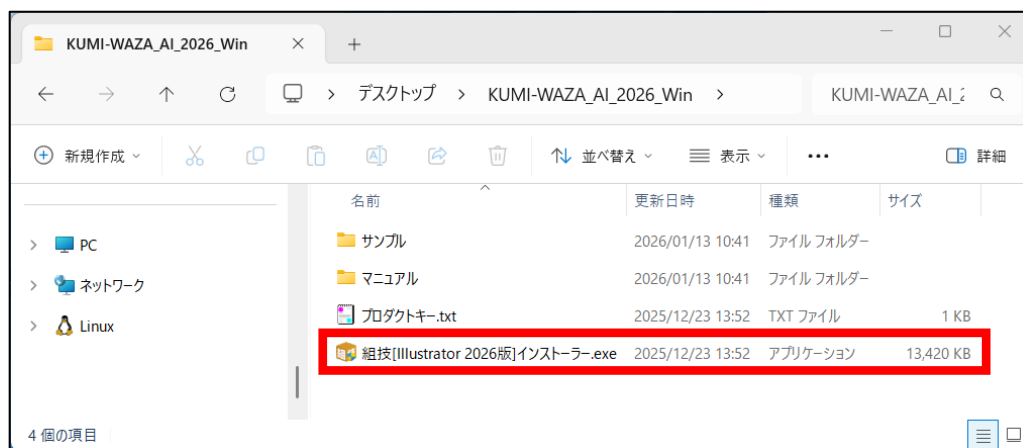 KUMI-WAZA_AI_2026_Win
デスクトップ > KUMI-WAZA_AI_2026_Win > KUMI-WAZA_AI_2
新規作成 並べ替え 表示 ... 詳細
名前 更新日時 種類 サイズ
サンプル 2026/01/13 10:41 ファイル フォルダー
マニュアル 2026/01/13 10:41 ファイル フォルダー
プロダクトキー.txt 2025/12/23 13:52 TXT ファイル 1 KB
組技[Illustrator 2026版]インストーラー.exe 2025/12/23 13:52 アプリケーション 13,420 KB
PC
ネットワーク
Linux
4 個の項目